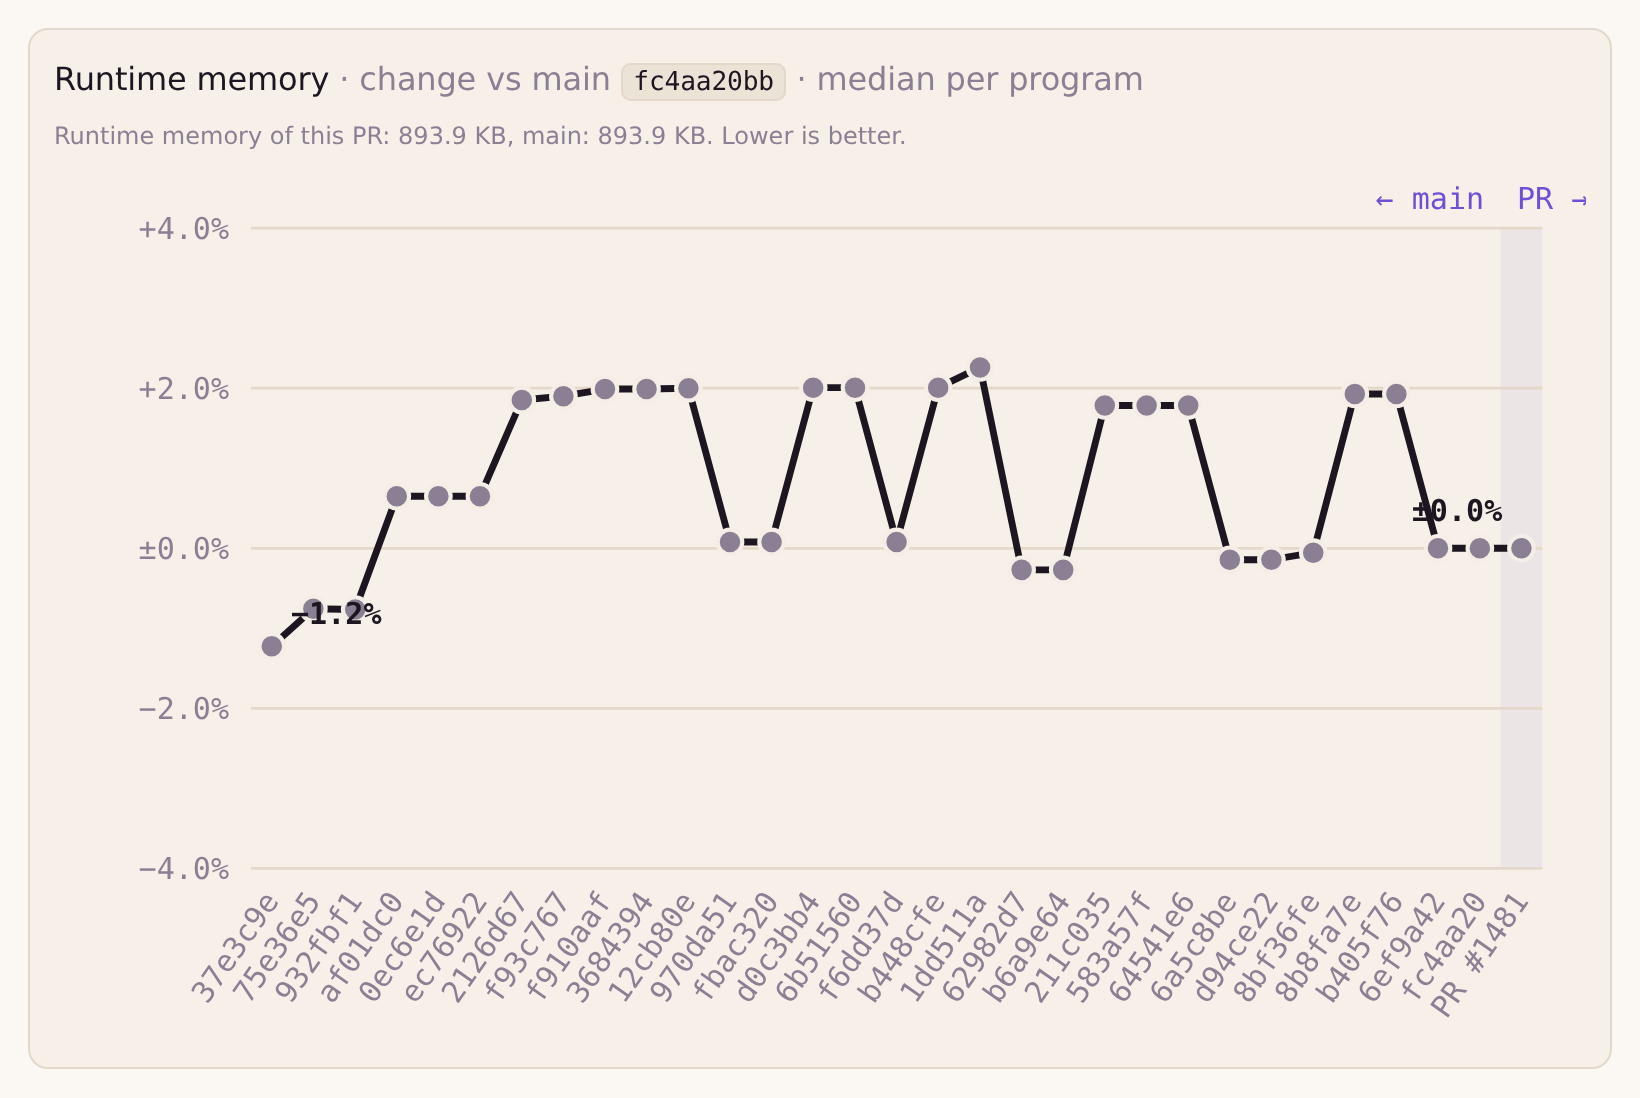 Runtime memory · change vs main fc4aa20bb · median per program
Runtime memory of this PR: 893.9 KB, main: 893.9 KB. Lower is better.
← main PR →
+4.0%
+2.0%
±0.0%
−2.0%
−4.0%
−1.2%
±0.0%
37e3c9e
75e36e5
932fbf1
af01dc0
0ec6e1d
ec76922
2126d67
f93c767
f910aaf
3684394
12cb80e
970da51
fbac320
d0c3bb4
6b51560
f6dd37d
b448cfe
1dd511a
62982d7
b6a9e64
211c035
583a57f
64541e6
6a5c8be
d94ce22
8bf36fe
8b8fa7e
b405f76
6ef9a42
fc4aa20
PR #1481